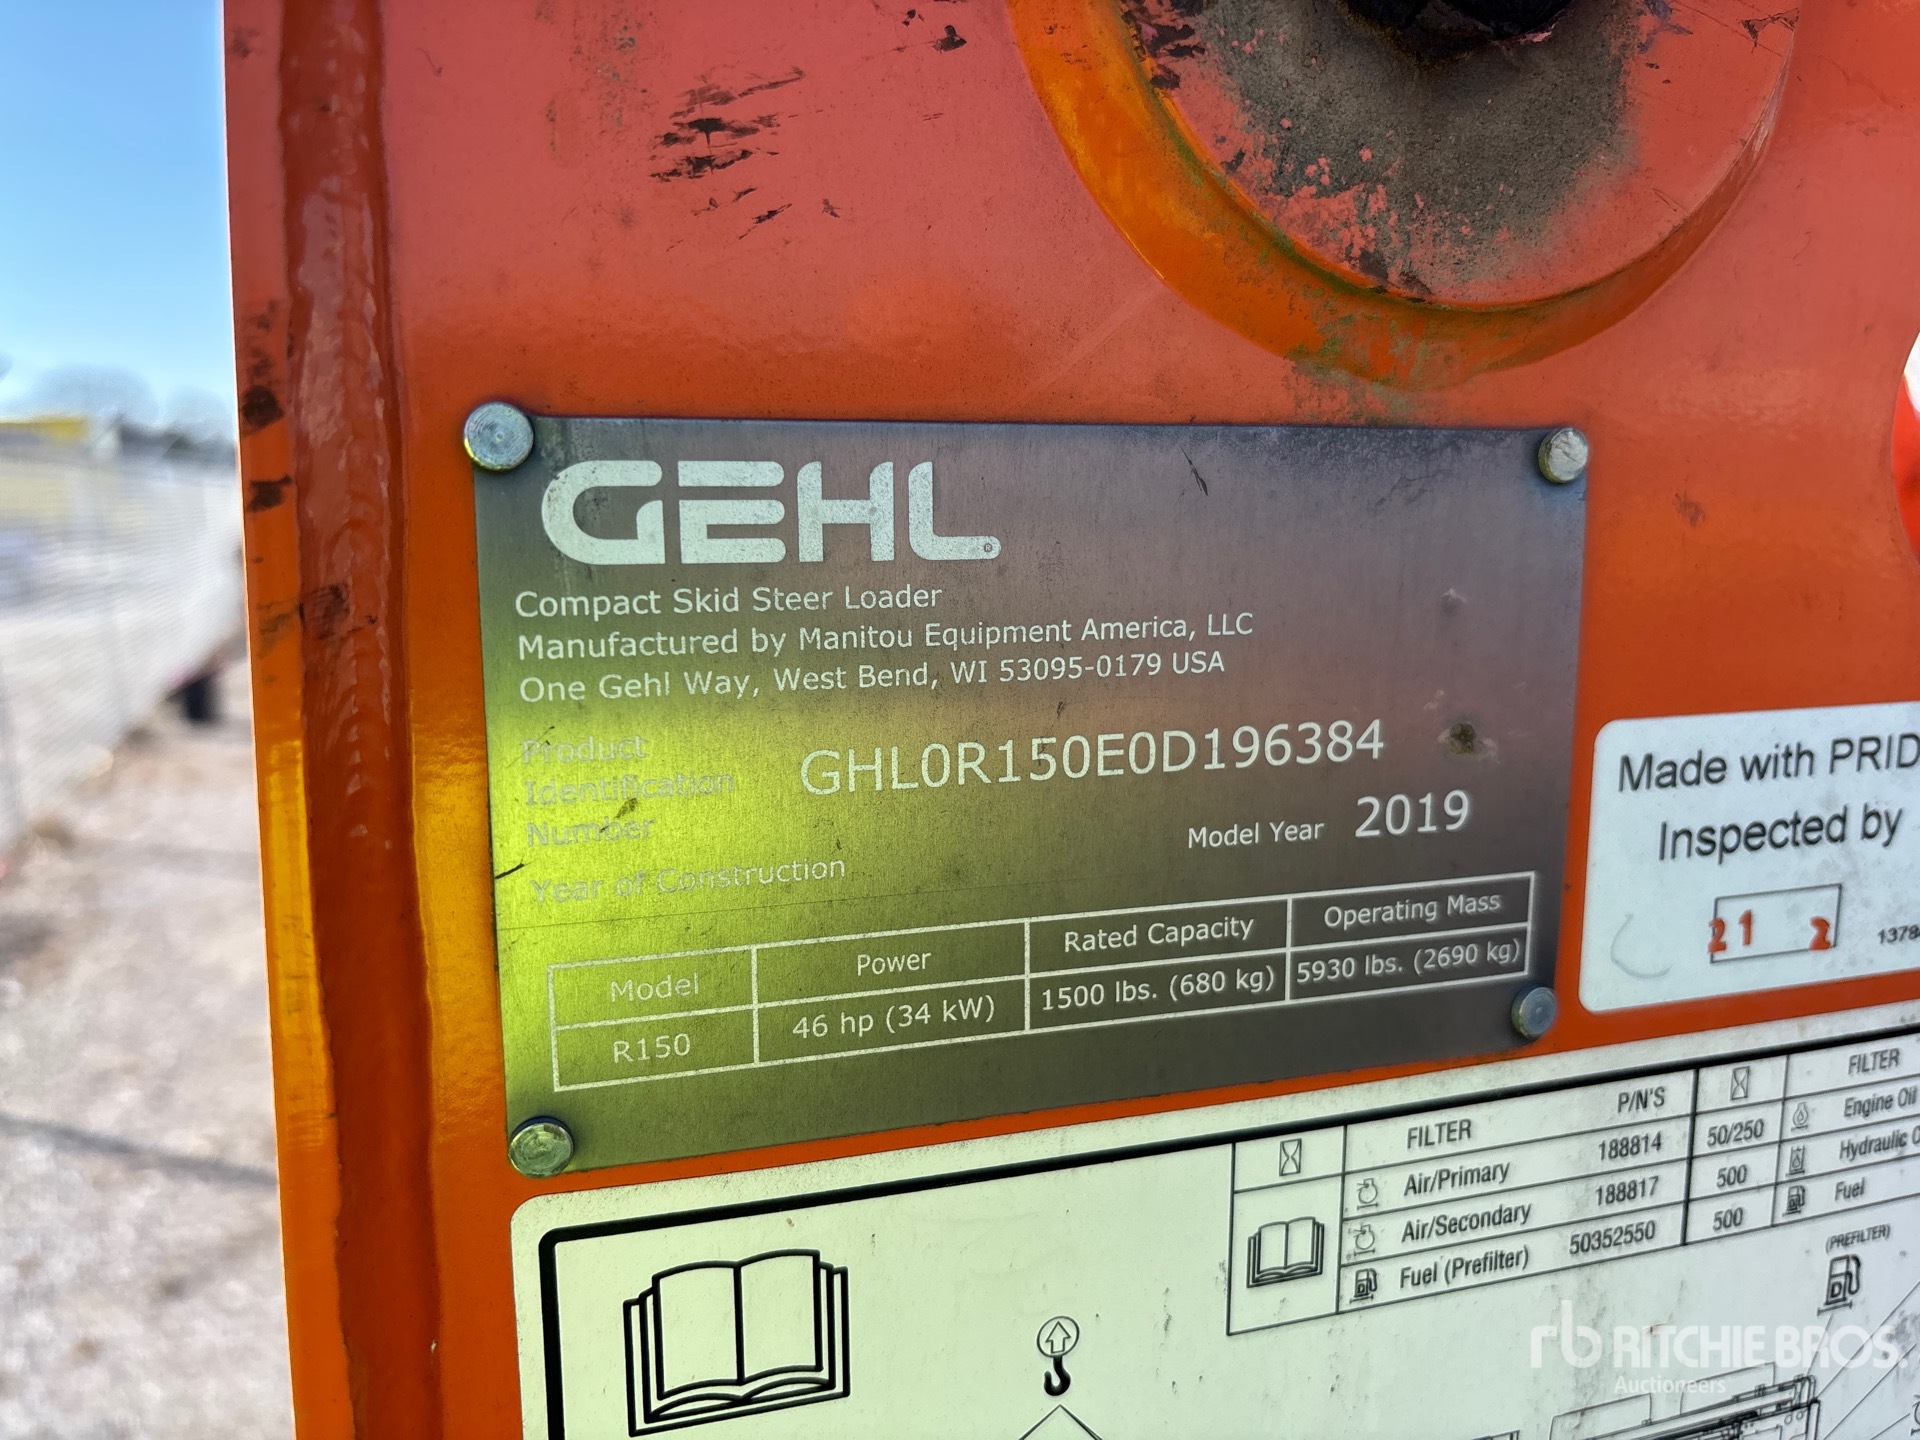 GEHL®
Compact Skid Steer Loader
Manufactured by Manitou Equipment America, LLC
One Gehl Way, West Bend, WI 53095-0179 USA
Product
Identification
Number
GHL0R150E0D196384
Model Year 2019
Year of Construction
Model Power Rated Capacity Operating Mass
R150 46 hp (34 kW) 1500 lbs. (680 kg) 5930 lbs. (2690 kg)
Made with PRID
Inspected by
21 2
1378
FILTER P/N'S FILTER
Air/Primary 188814 50/250 Engine Oil
Air/Secondary 188817 500 Hydraulic O
Fuel (Prefilter) 50352550 500 Fuel
(PREFILTER)
D
rb RITCHIE BROS.
Auctioneers